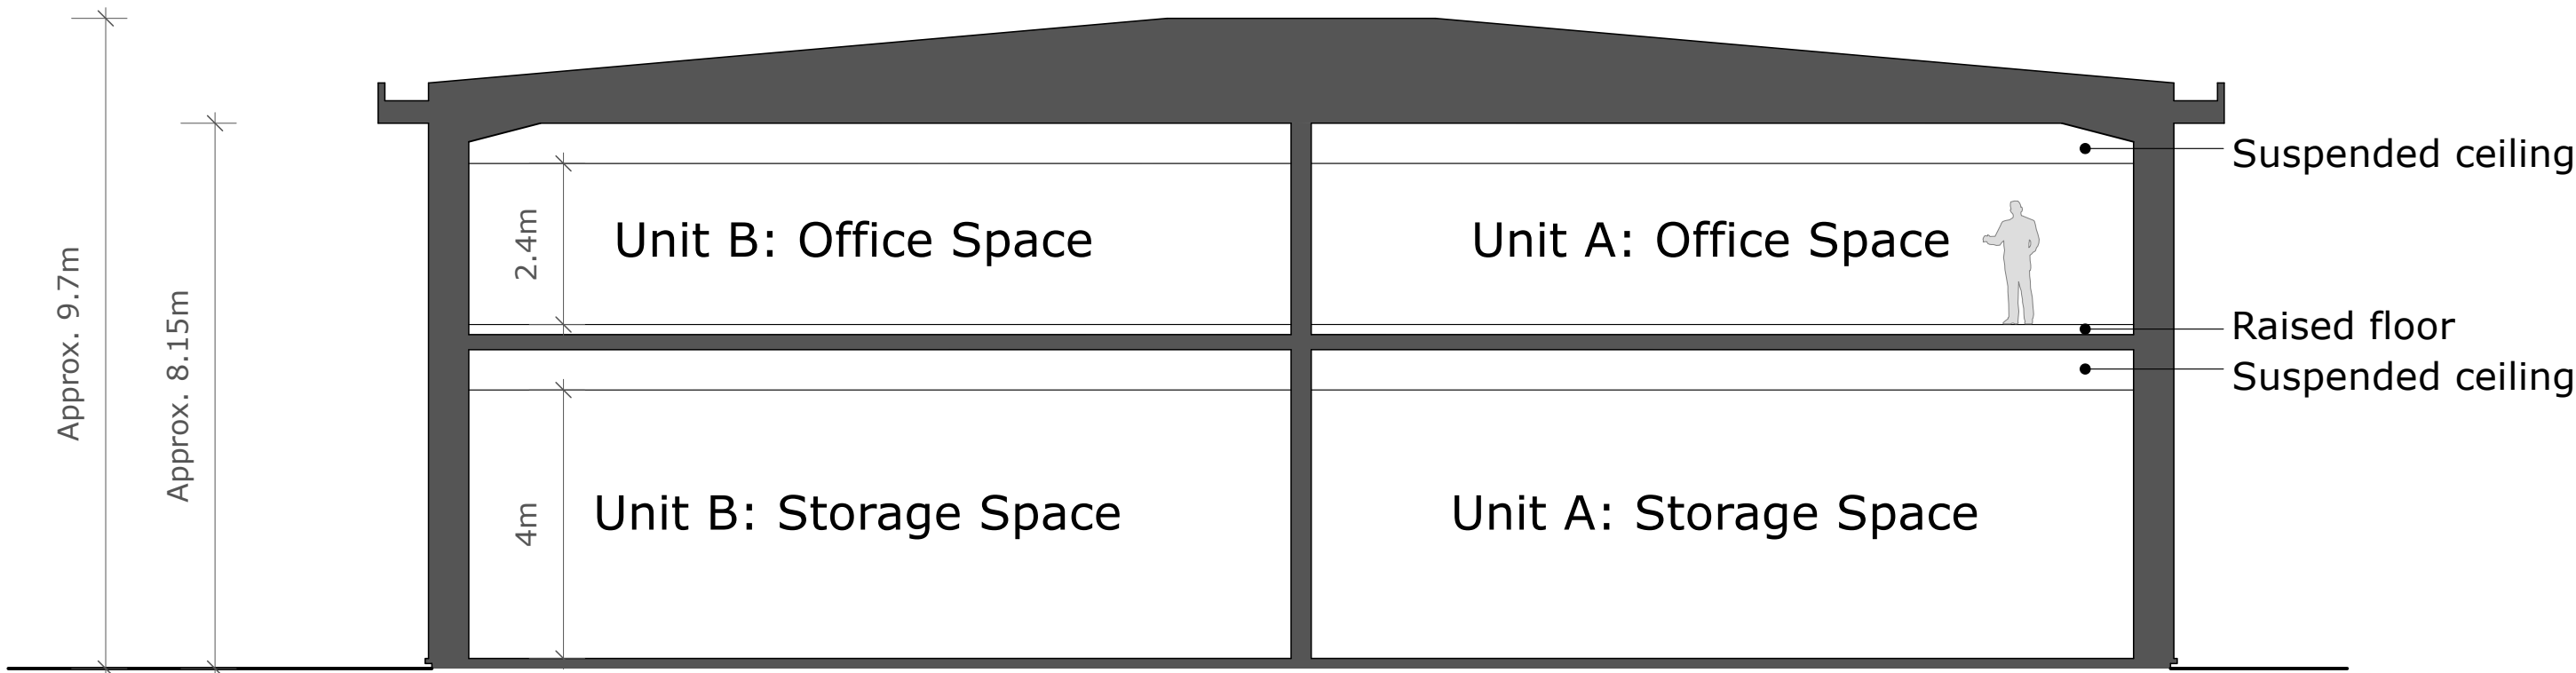 Approx. 9.7m
Approx. 8.15m
2.4m
Unit B: Office Space
Unit A: Office Space
Suspended ceiling
Raised floor
Suspended ceiling
4m
Unit B: Storage Space
Unit A: Storage Space